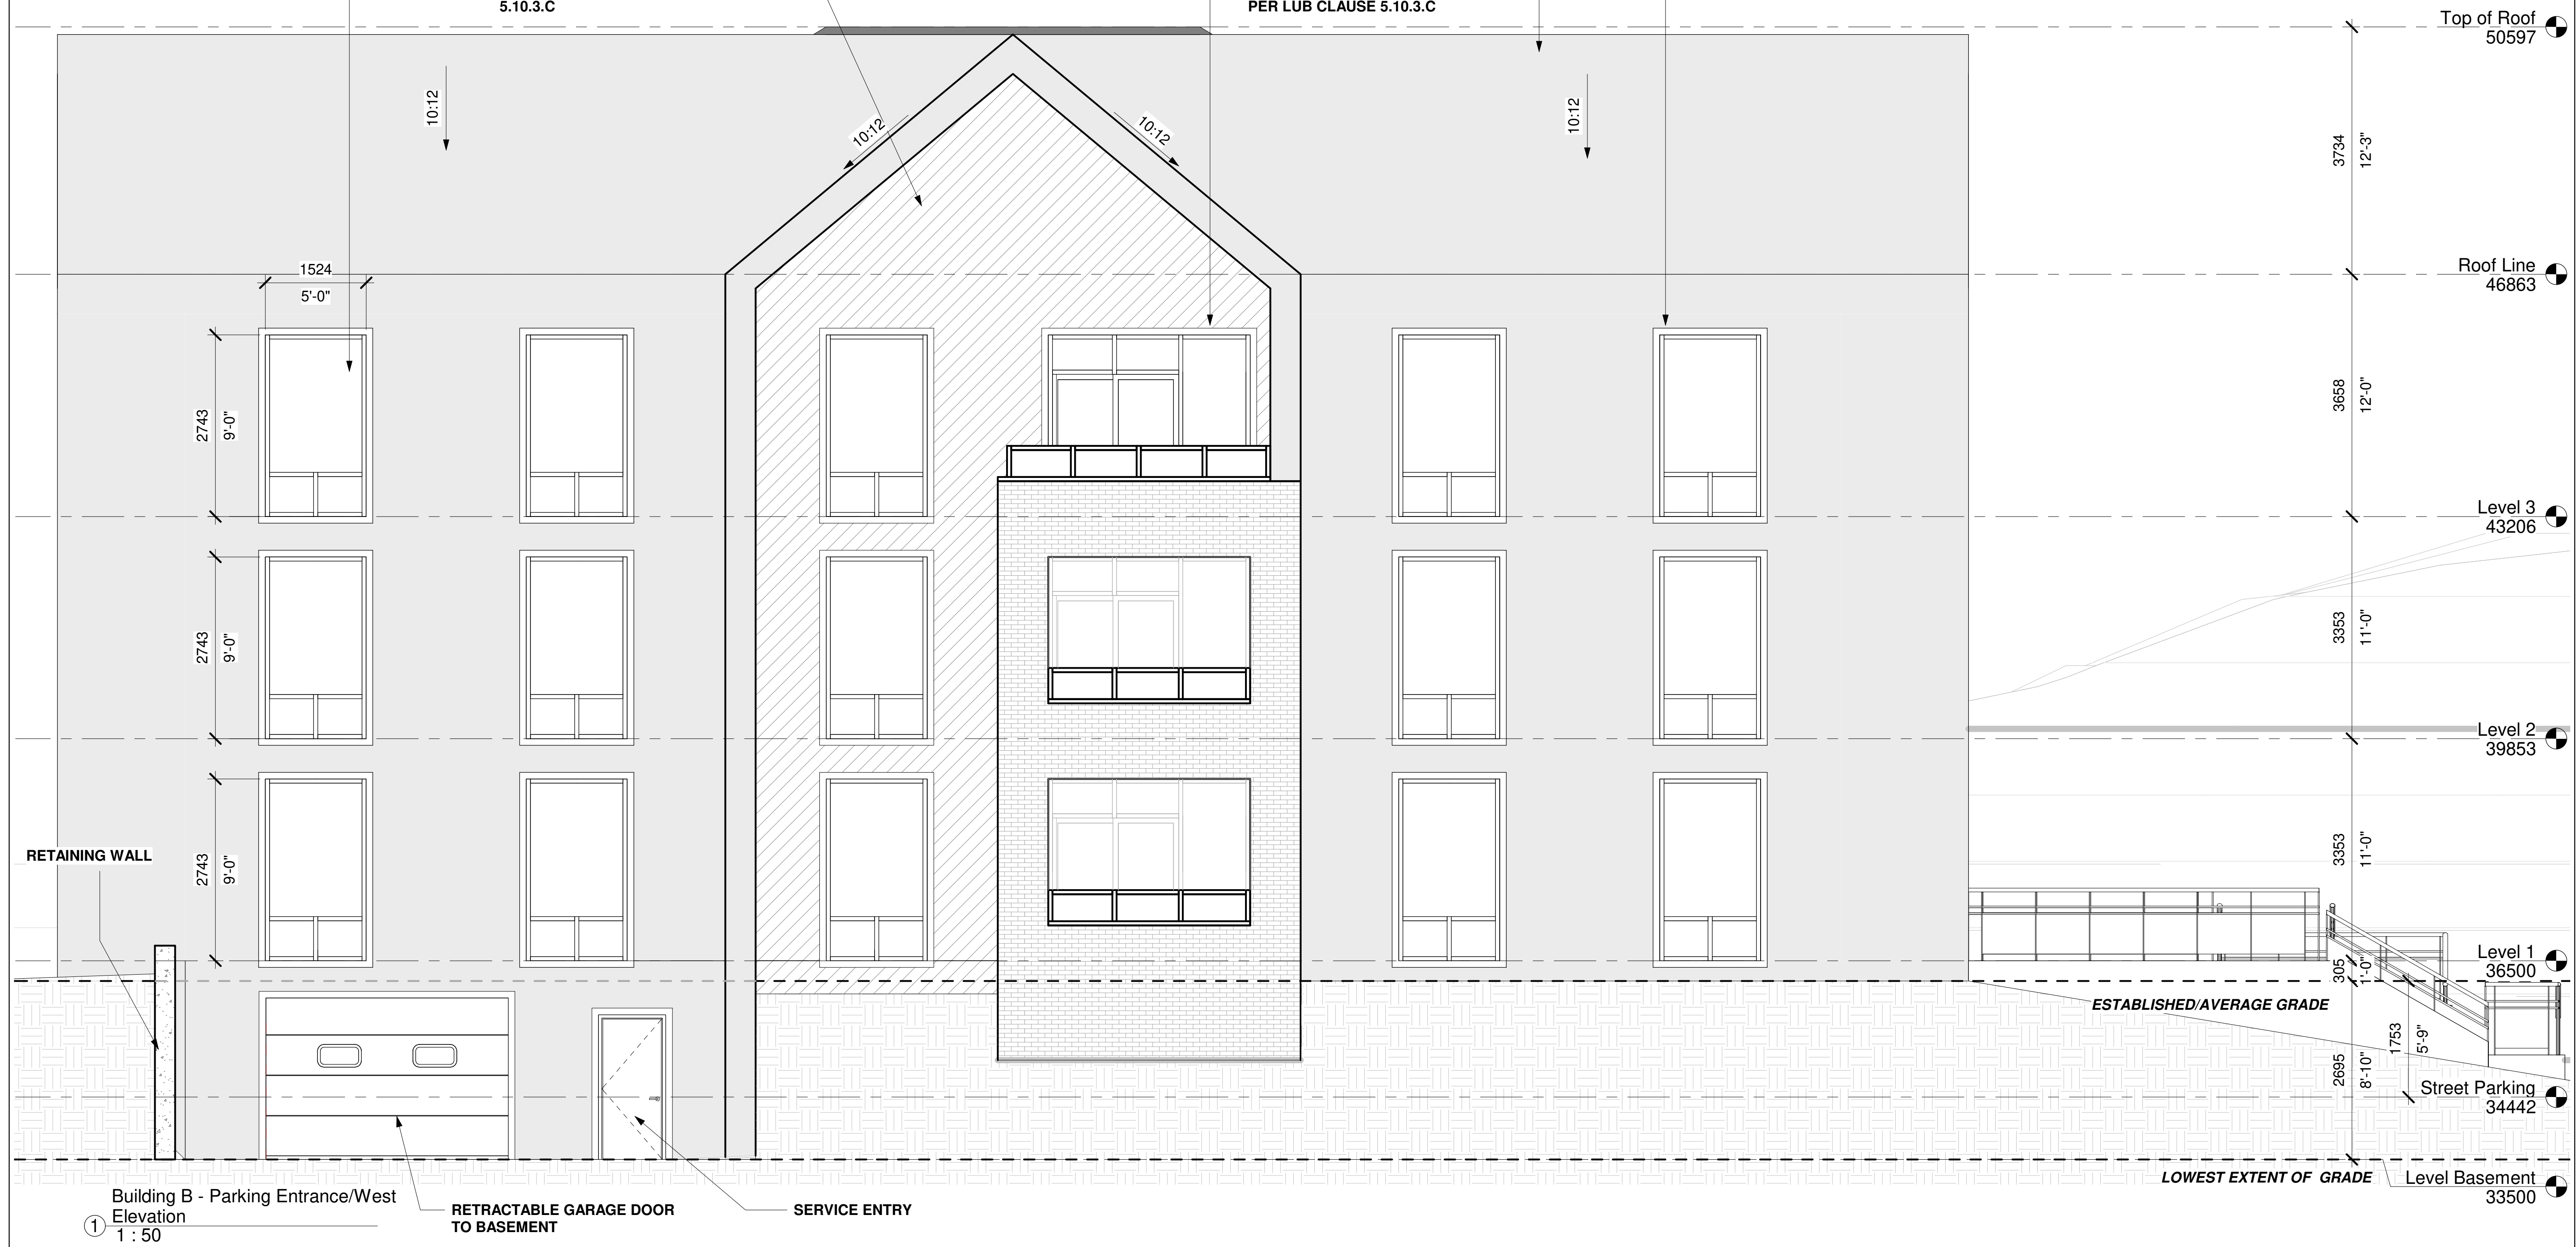 5.10.3.C
PER LUB CLAUSE 5.10.3.C
Top of Roof
50597
10:12
10:12
10:12
10:12
3734
12'-3"
1524
5'-0"
Roof Line
46863
2743
9'-0"
3658
12'-0"
Level 3
43206
2743
9'-0"
3353
11'-0"
Level 2
39853
RETAINING WALL
2743
9'-0"
3353
11'-0"
Level 1
36500
305
1'-0"
ESTABLISHED/AVERAGE GRADE
1753
5'-9"
2695
8'-10"
Street Parking
34442
LOWEST EXTENT OF GRADE
Level Basement
33500
Building B - Parking Entrance/West
Elevation
1
1 : 50
RETRACTABLE GARAGE DOOR
TO BASEMENT
SERVICE ENTRY